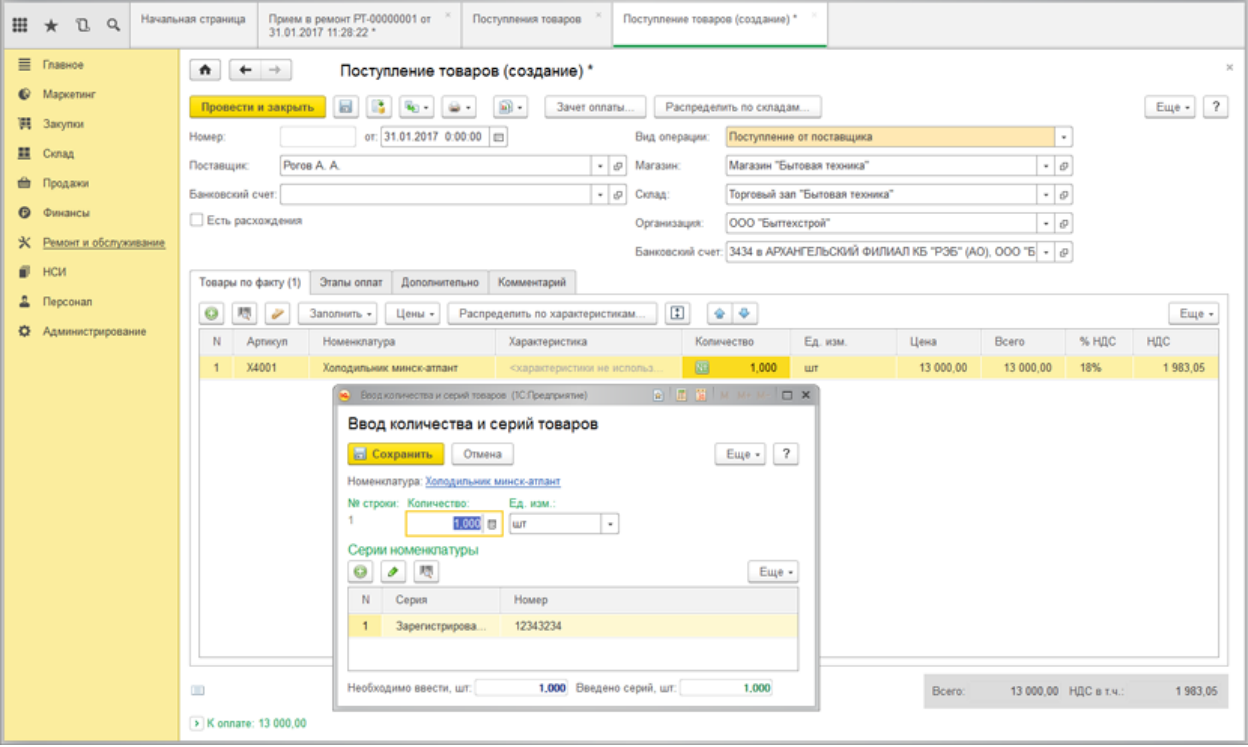 Начальная страница
Прием в ремонт РТ-00000001 от
31.01.2017 11:28:22 *
Поступления товаров
Поступление товаров (создание) *
Главное
Маркетинг
Закупки
Склад
Продажи
Финансы
Ремонт и обслуживание
НСИ
Персонал
Администрирование
Поступление товаров (создание) *
Провести и закрыть
Зачет оплаты...
Распределить по складам...
Еще
?
Номер:
от: 31.01.2017 0:00:00
Вид операции: Поступление от поставщика
Поставщик: Рогов А. А.
Магазин: Магазин "Бытовая техника"
Банковский счет:
Склад: Торговый зал "Бытовая техника"
Есть расхождения
Организация: ООО "Быттехстрой"
Банковский счет: 3434 в АРХАНГЕЛЬСКИЙ ФИЛИАЛ КБ "РЭБ" (АО), ООО "Б
Товары по факту (1) Этапы оплат Дополнительно Комментарий
Заполнить Цены Распределить по характеристикам... Еще
N Артикул Номенклатура Характеристика Количество Ед. изм. Цена Всего % НДС НДС
1 Х4001 Холодильник минск-атлант <характеристики не использ... 1,000 шт 13 000,00 13 000,00 18% 1 983,05
Ввод количества и серий товаров (1С:Предприятие)
M M+ M-
Ввод количества и серий товаров
Сохранить Отмена Еще ?
Номенклатура: Холодильник минск-атлант
№ строки: Количество: Ед. изм.:
1 1,000 шт
Серии номенклатуры
Еще
N Серия Номер
1 Зарегистрирова... 12343234
Необходимо ввести, шт: 1,000 Введено серий, шт: 1,000
Всего: 13 000,00 НДС в т.ч.: 1 983,05
К оплате: 13 000,00